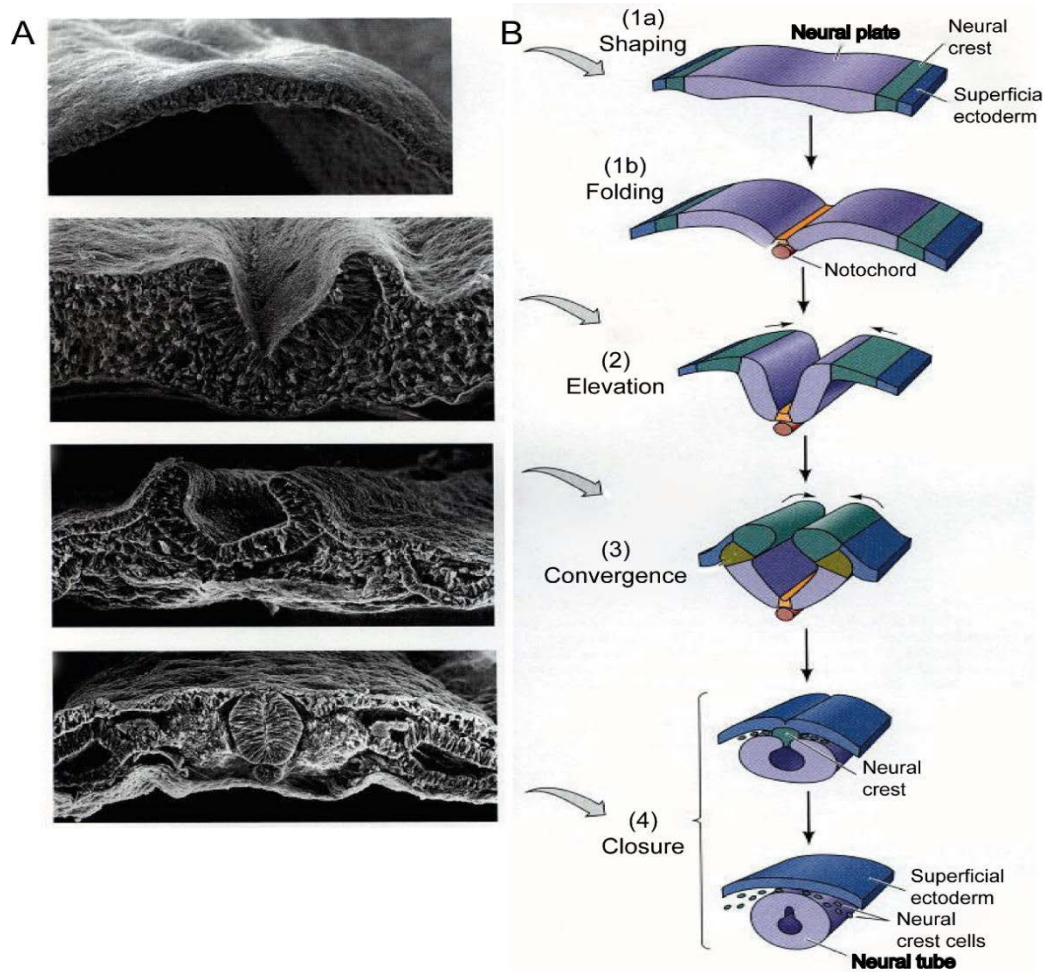 A
B
(1a)
Shaping
Neural plate
Neural
crest
Superficia
ectoderm
(1b)
Folding
Notochord
(2)
Elevation
(3)
Convergence
Neural
crest
(4)
Closure
Superficial
ectoderm
Neural
crest cells
Neural tube